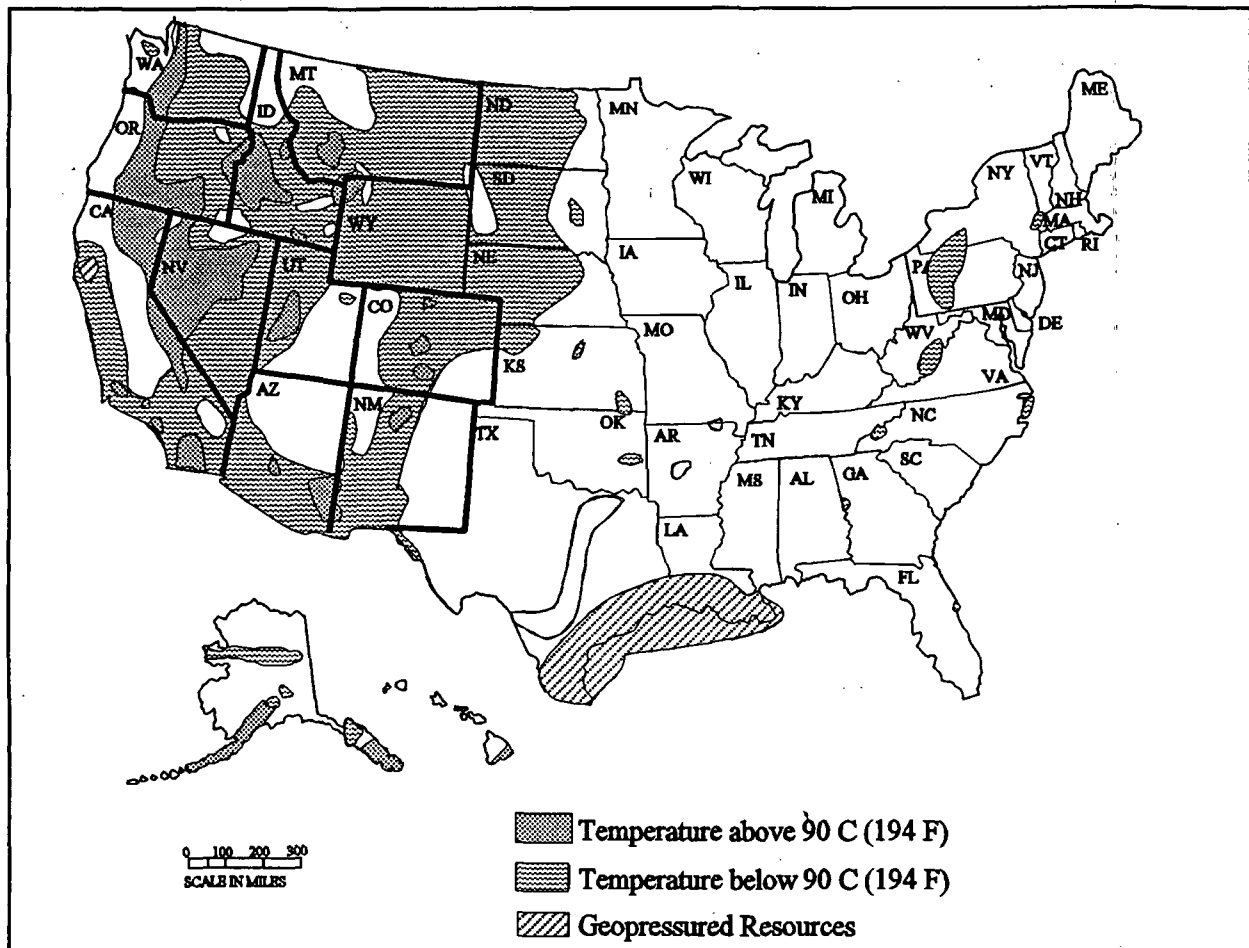 WA
MT
ND
MN
ME
ID
OR
VT
NY
WI
MI
SD
NH
WY
MA
CA
CT
RI
IA
NE
NV
UT
PA
NJ
IL
IN
OH
CO
MO
MD
DE
WV
KS
VA
AZ
KY
NM
OK
NC
TX
AR
TN
SC
MS
AL
GA
LA
FL
Temperature above 90 C (194 F)
0 100 200 300
SCALE IN MILES
Temperature below 90 C (194 F)
Geopressured Resources